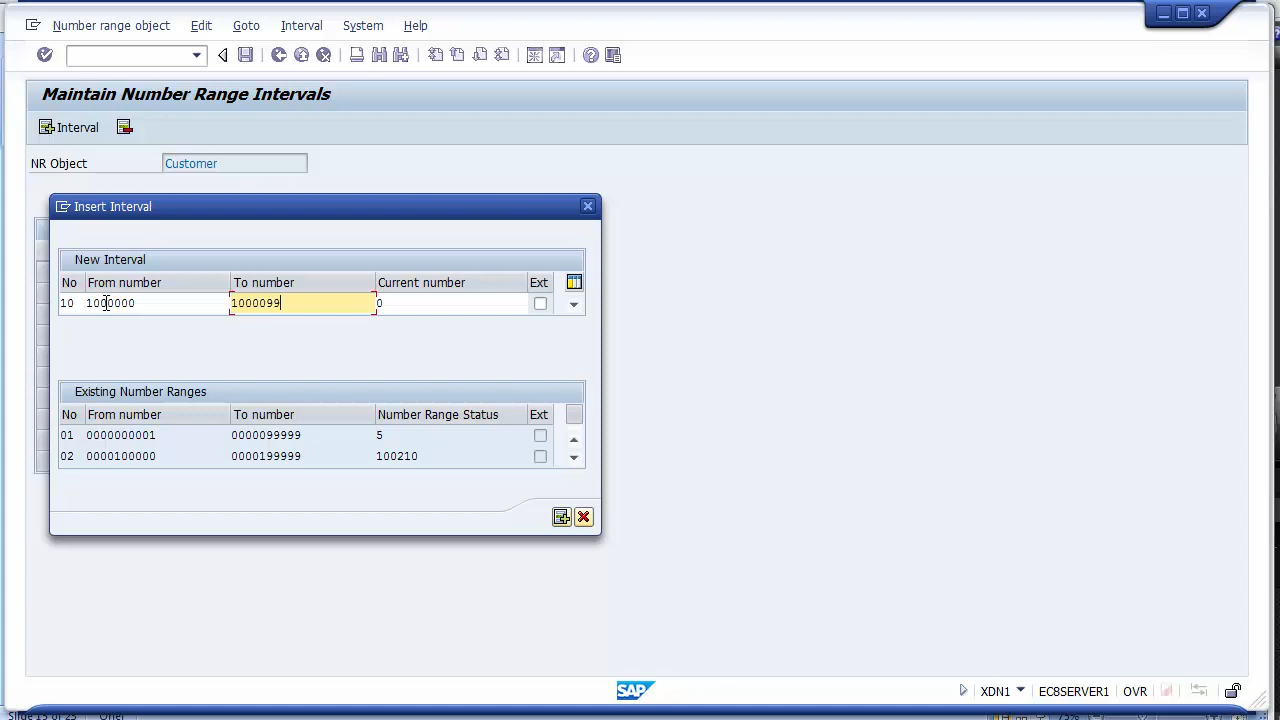 Number range object Edit Goto Interval System Help
Maintain Number Range Intervals
Interval
NR Object Customer
Insert Interval
New Interval
No From number To number Current number Ext
10 1000000 1000099 0
Existing Number Ranges
No From number To number Number Range Status Ext
01 0000000001 0000099999 5
02 0000100000 0000199999 100210
SAP XDN1 EC8SERVER1 OVR